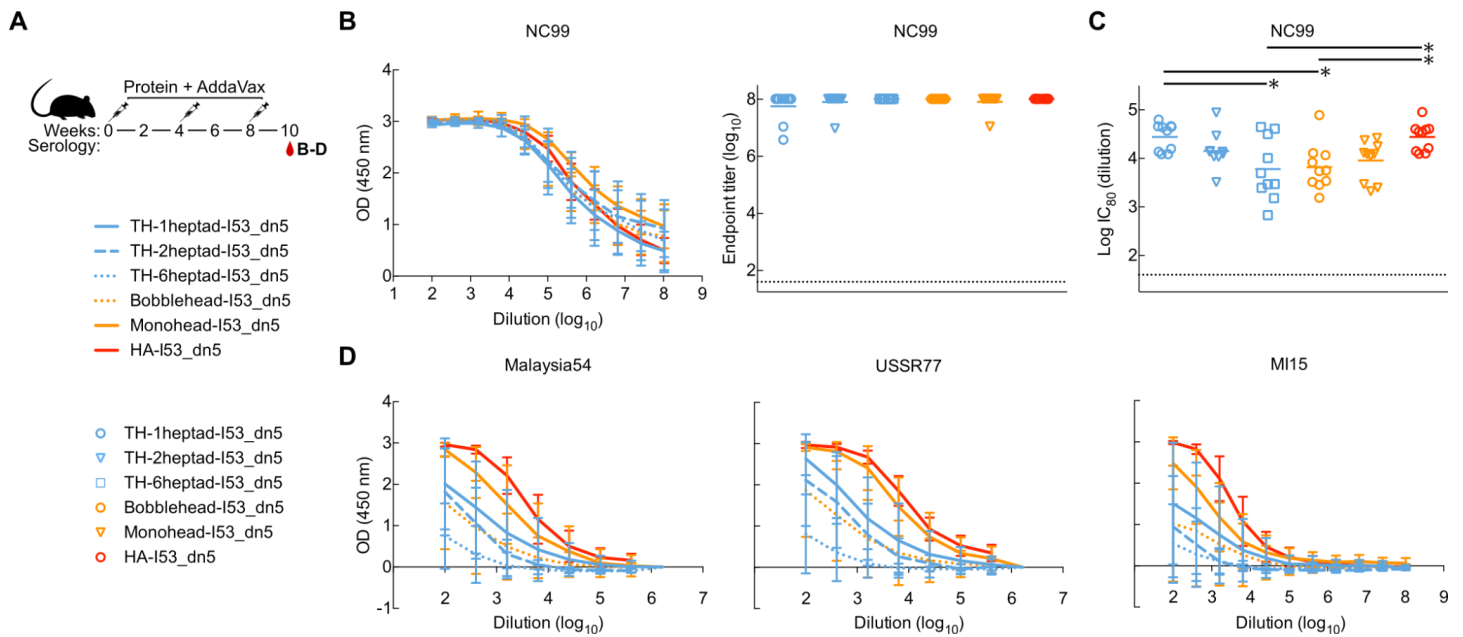 A
Protein + AddaVax
Weeks: 0 2 4 6 8 10
Serology: B-D
TH-1heptad-I53_dn5
TH-2heptad-I53_dn5
TH-6heptad-I53_dn5
Bobblehead-I53_dn5
Monohead-I53_dn5
HA-I53_dn5
TH-1heptad-I53_dn5
TH-2heptad-I53_dn5
TH-6heptad-I53_dn5
Bobblehead-I53_dn5
Monohead-I53_dn5
HA-I53_dn5
B
NC99
OD (450 nm)
4
3
2
1
0
1 2 3 4 5 6 7 8 9
Dilution (log10)
NC99
Endpoint titer (log10)
8
6
4
2
C
NC99
*
*
*
*
Log IC80 (dilution)
5
4
3
2
D
Malaysia54
OD (450 nm)
4
3
2
1
0
-1
2 3 4 5 6 7
Dilution (log10)
USSR77
2 3 4 5 6 7
Dilution (log10)
MI15
1 2 3 4 5 6 7 8 9
Dilution (log10)